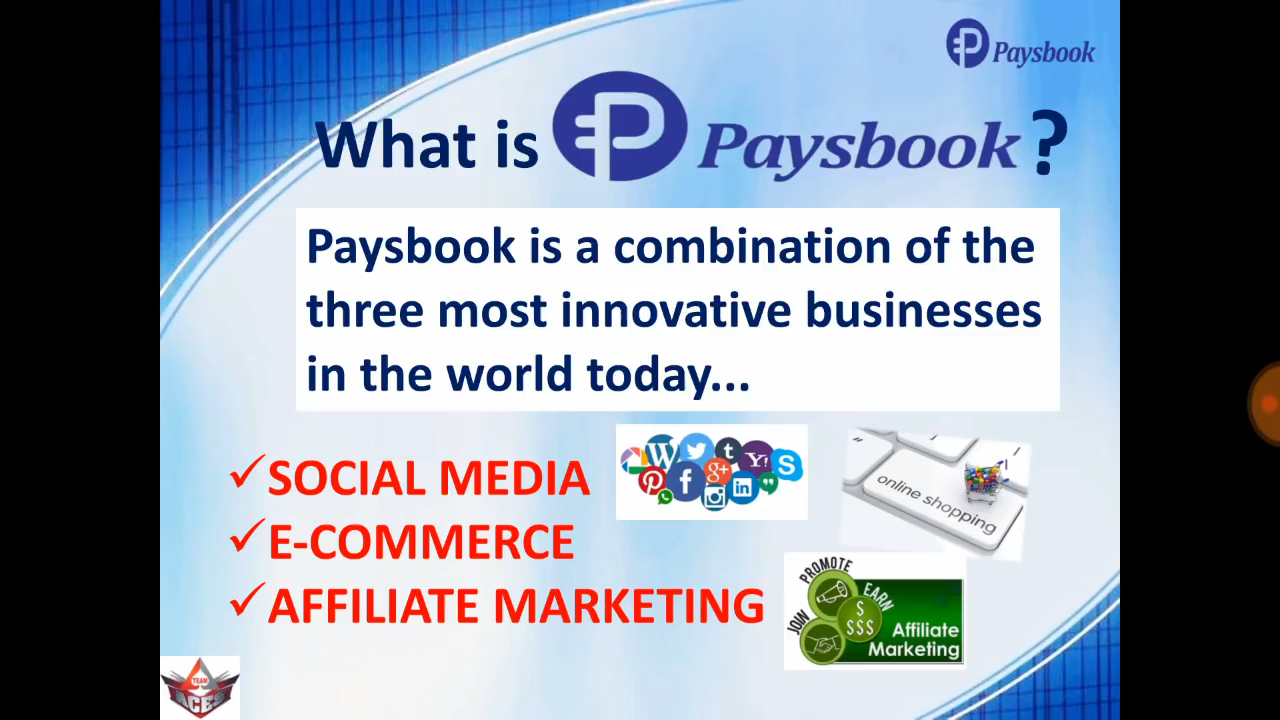 Paysbook
What is Paysbook?
Paysbook is a combination of the
three most innovative businesses
in the world today...
✓SOCIAL MEDIA
✓E-COMMERCE
✓AFFILIATE MARKETING
online shopping
JOIN
PROMOTE
EARN
$
$$$
Affiliate
Marketing
TEAM
ACES